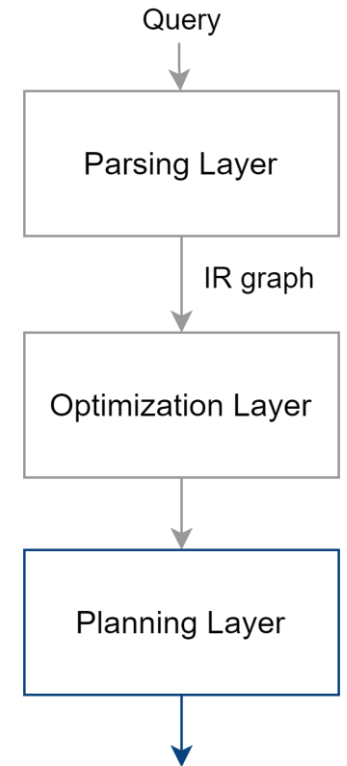 Query
Parsing Layer
IR graph
Optimization Layer
Planning Layer